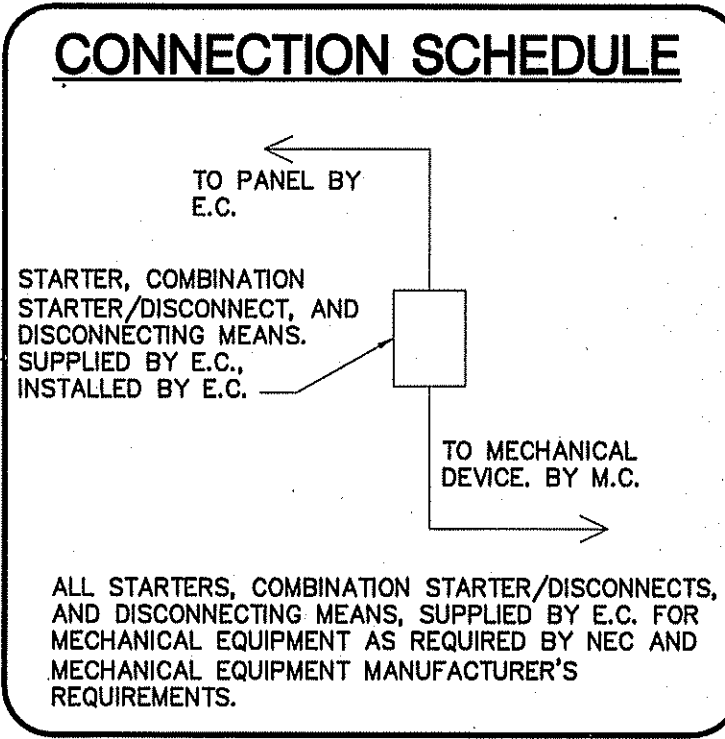 CONNECTION SCHEDULE
TO PANEL BY
E.C.
STARTER, COMBINATION
STARTER/DISCONNECT, AND
DISCONNECTING MEANS.
SUPPLIED BY E.C.,
INSTALLED BY E.C.
TO MECHANICAL
DEVICE. BY M.C.
ALL STARTERS, COMBINATION STARTER/DISCONNECTS,
AND DISCONNECTING MEANS, SUPPLIED BY E.C. FOR
MECHANICAL EQUIPMENT AS REQUIRED BY NEC AND
MECHANICAL EQUIPMENT MANUFACTURER'S
REQUIREMENTS.